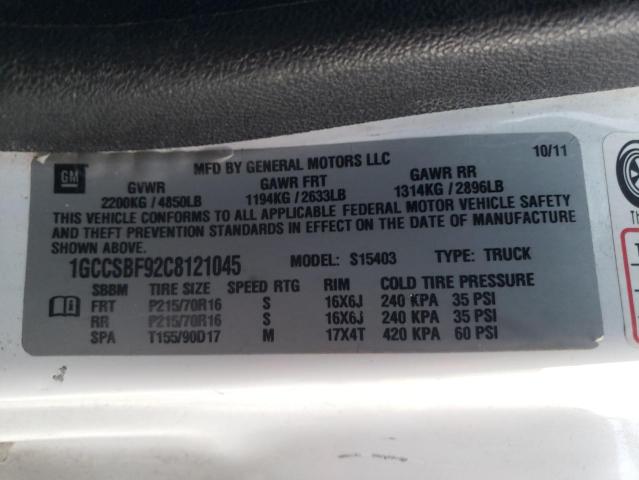 GM
MFD BY GENERAL MOTORS LLC 10/11
GVWR GAWR FRT GAWR RR
2200KG / 4850LB 1194KG / 2633LB 1314KG / 2896LB
THIS VEHICLE CONFORMS TO ALL APPLICABLE FEDERAL MOTOR VEHICLE SAFETY
AND THEFT PREVENTION STANDARDS IN EFFECT ON THE DATE OF MANUFACTURE
SHOWN ABOVE.
1GCCSBF92C8121045 MODEL: S15403 TYPE: TRUCK
SBBM TIRE SIZE SPEED RTG RIM COLD TIRE PRESSURE
FRT P215/70R16 S 16X6J 240 KPA 35 PSI
RR P215/70R16 S 16X6J 240 KPA 35 PSI
SPA T155/90D17 M 17X4T 420 KPA 60 PSI